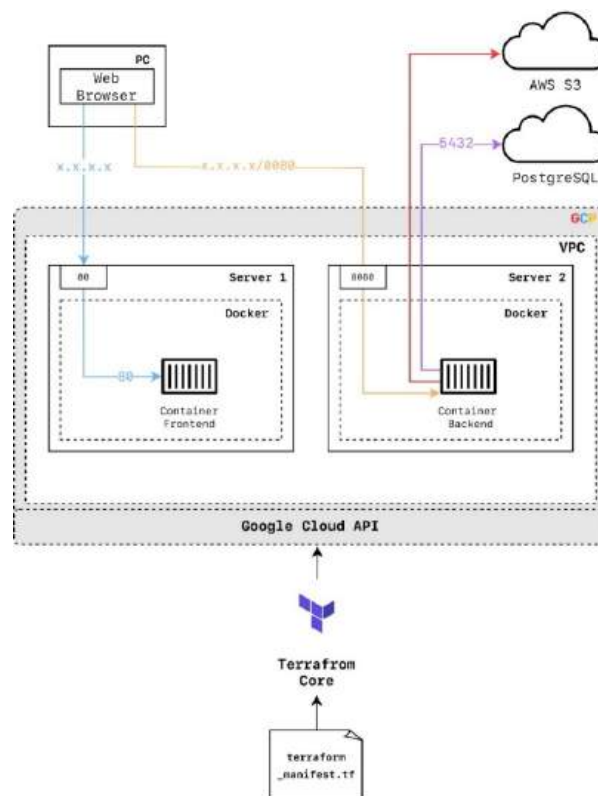 PC
Web
Browser
AWS S3
x.x.x.x
x.x.x.x/8080
5432
PostgreSQL
GCP
VPC
80
Server 1
8080
Server 2
Docker
Docker
80
Container
Frontend
Container
Backend
Google Cloud API
Terrafrom
Core
terraform
_manifest.tf